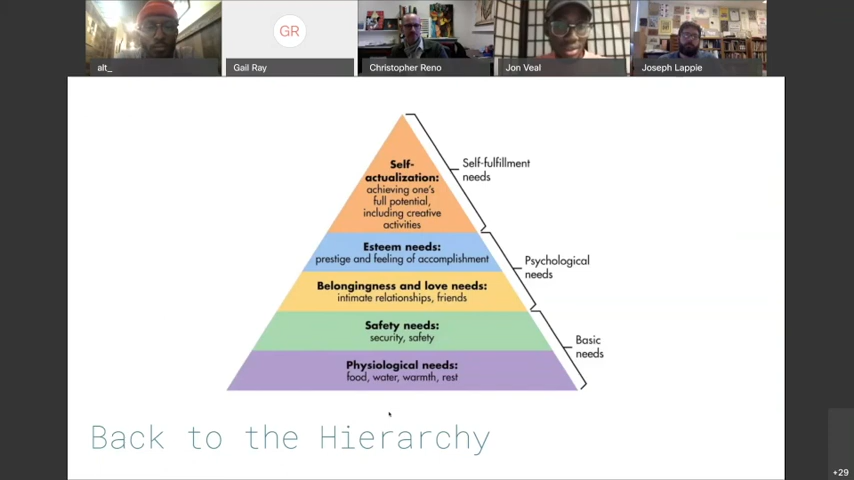 GR
alt_
Gail Ray
Christopher Reno
Jon Veal
Joseph Lappie
Self-
actualization:
achieving one's
full potential,
including creative
activities
Self-fulfillment
needs
Esteem needs:
prestige and feeling of accomplishment
Psychological
needs
Belongingness and love needs:
intimate relationships, friends
Safety needs:
security, safety
Basic
needs
Physiological needs:
food, water, warmth, rest
Back to the Hierarchy
+29